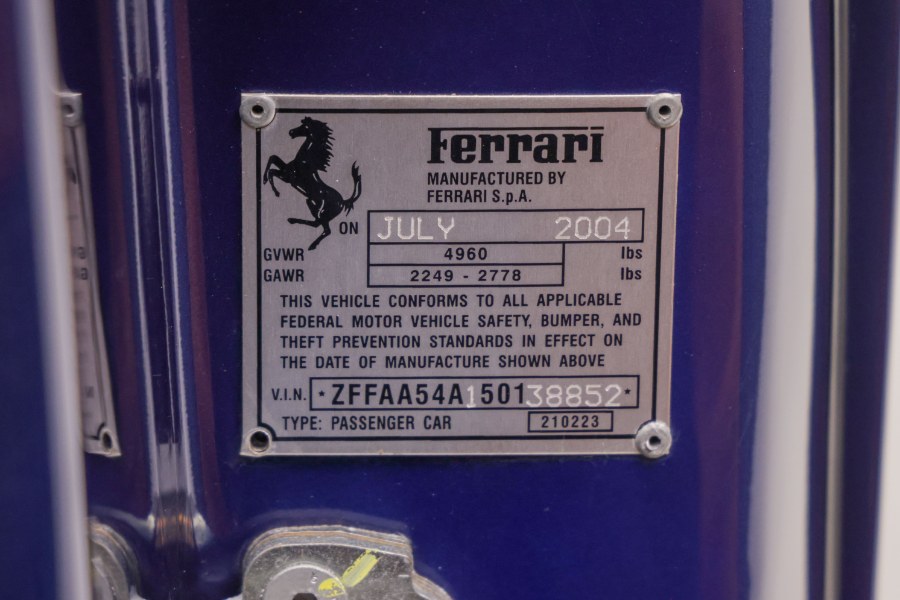 Ferrari
MANUFACTURED BY
FERRARI S.p.A.
ON JULY 2004
GVWR 4960 lbs
GAWR 2249 - 2778 lbs
THIS VEHICLE CONFORMS TO ALL APPLICABLE
FEDERAL MOTOR VEHICLE SAFETY, BUMPER, AND
THEFT PREVENTION STANDARDS IN EFFECT ON
THE DATE OF MANUFACTURE SHOWN ABOVE
V.I.N. *ZFFAA54A150138852*
TYPE: PASSENGER CAR 210223